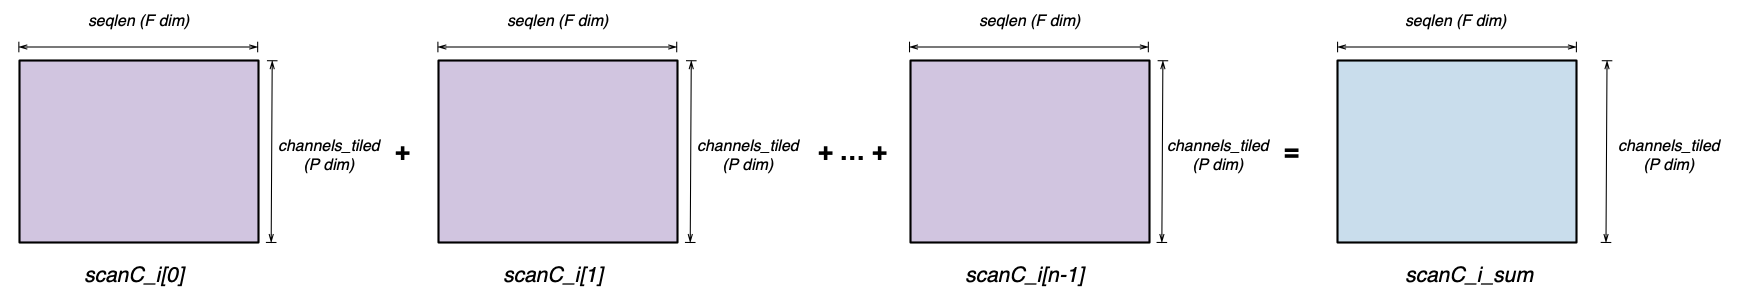 seqlen (F dim)
seqlen (F dim)
seqlen (F dim)
seqlen (F dim)
channels_tiled
(P dim)
+
channels_tiled
(P dim)
+ ... +
channels_tiled
(P dim)
=
channels_tiled
(P dim)
scanC_i[0]
scanC_i[1]
scanC_i[n-1]
scanC_i_sum